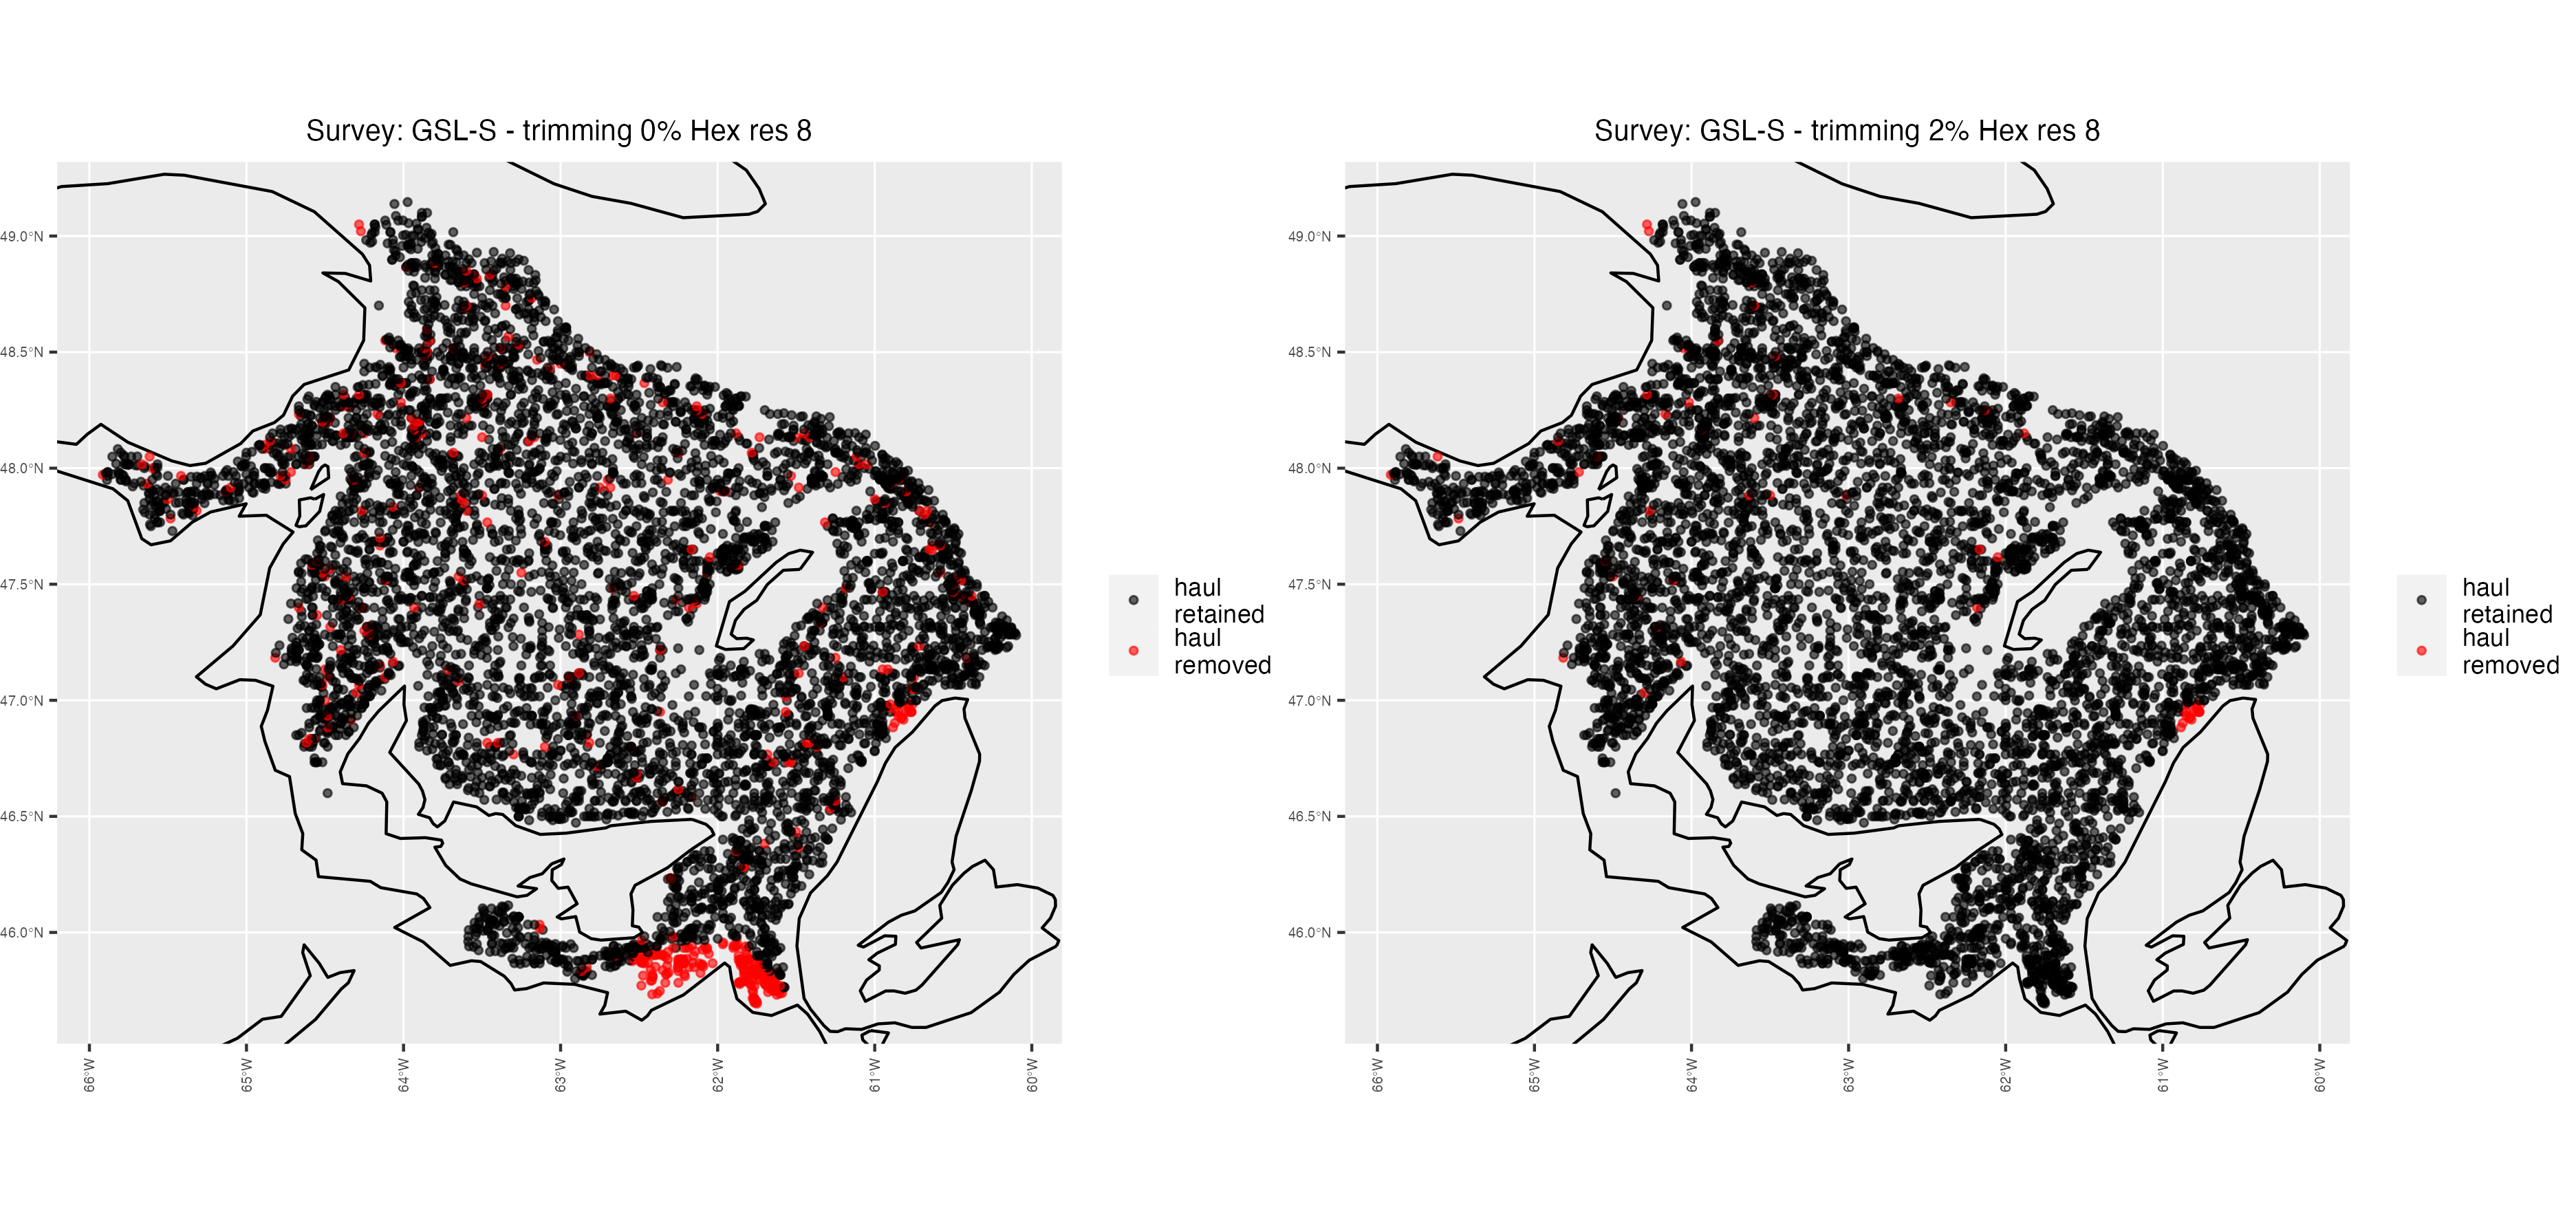 Survey: GSL-S - trimming 0% Hex res 8
49.0°N
48.5°N
48.0°N
47.5°N
47.0°N
46.5°N
46.0°N
66°W
65°W
64°W
63°W
62°W
61°W
60°W
haul
retained
haul
removed
Survey: GSL-S - trimming 2% Hex res 8
49.0°N
48.5°N
48.0°N
47.5°N
47.0°N
46.5°N
46.0°N
66°W
65°W
64°W
63°W
62°W
61°W
60°W
haul
retained
haul
removed